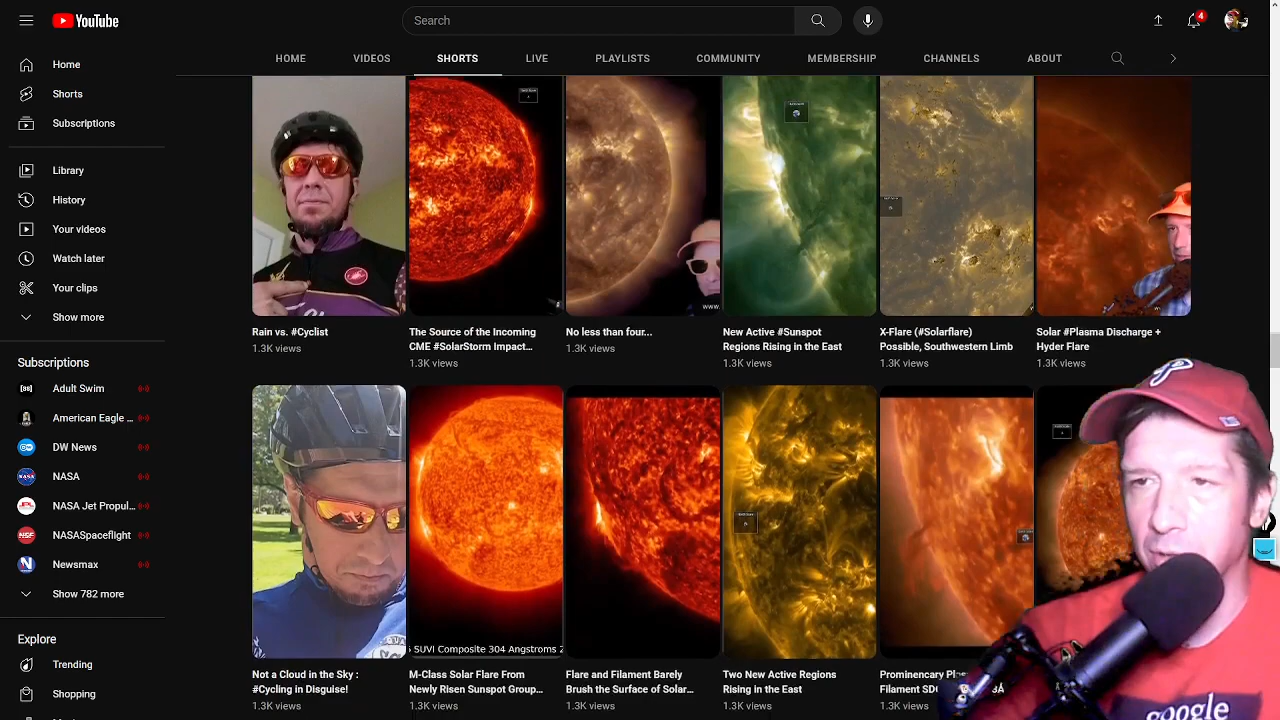 YouTube
Search
4
HOME
VIDEOS
SHORTS
LIVE
PLAYLISTS
COMMUNITY
MEMBERSHIP
CHANNELS
ABOUT
Home
Shorts
Subscriptions
Library
History
Your videos
Watch later
Your clips
Show more
Subscriptions
Adult Swim
American Eagle ...
DW News
NASA
NASA Jet Propul...
NASASpaceflight
Newsmax
Show 782 more
Explore
Trending
Shopping
www.
Rain vs. #Cyclist
1.3K views
The Source of the Incoming
CME #SolarStorm Impact...
1.3K views
No less than four...
1.3K views
New Active #Sunspot
Regions Rising in the East
1.3K views
X-Flare (#Solarflare)
Possible, Southwestern Limb
1.3K views
Solar #Plasma Discharge +
Hyder Flare
1.3K views
SUVI Composite 304 Angstroms
Not a Cloud in the Sky :
#Cycling in Disguise!
1.3K views
M-Class Solar Flare From
Newly Risen Sunspot Group...
1.3K views
Flare and Filament Barely
Brush the Surface of Solar...
1.3K views
Two New Active Regions
Rising in the East
1.3K views
Prominencary
Filament
1.3K views
P
google